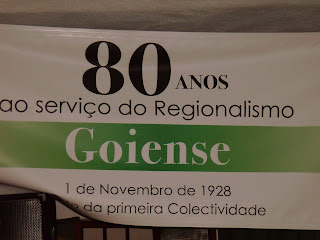 80 ANOS
ao serviço do Regionalismo
Goiense
1 de Novembro de 1928
da primeira Colectividade